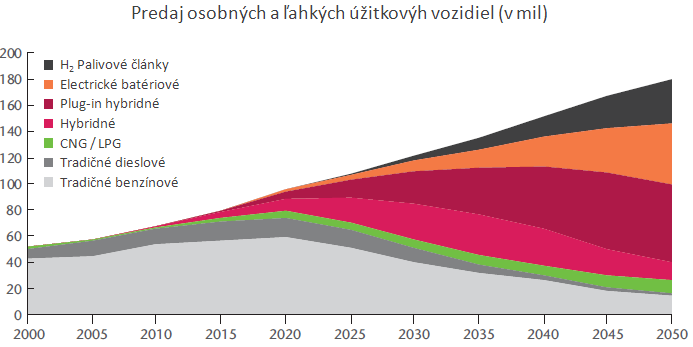 Predaj osobných a ľahkých úžitkovýh vozidiel (v mil)
200
180
160
140
120
100
80
60
40
20
0
H₂ Palivové články
Electrické batériové
Plug-in hybridné
Hybridné
CNG / LPG
Tradičné dieslové
Tradičné benzínové
2000 2005 2010 2015 2020 2025 2030 2035 2040 2045 2050